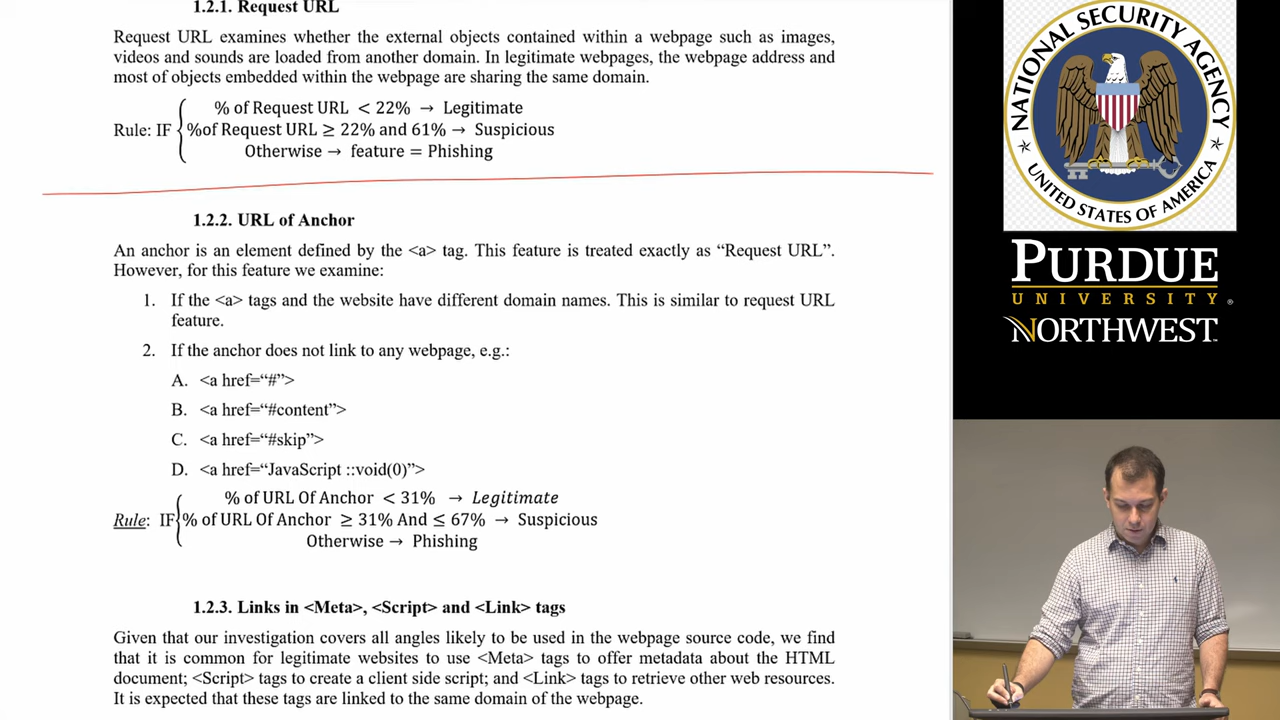 1.2.1. Request URL
Request URL examines whether the external objects contained within a webpage such as images,
videos and sounds are loaded from another domain. In legitimate webpages, the webpage address and
most of objects embedded within the webpage are sharing the same domain.
% of Request URL < 22% → Legitimate
Rule: IF { %of Request URL ≥ 22% and 61% → Suspicious
Otherwise → feature = Phishing
1.2.2. URL of Anchor
An anchor is an element defined by the <a> tag. This feature is treated exactly as “Request URL”.
However, for this feature we examine:
1. If the <a> tags and the website have different domain names. This is similar to request URL
feature.
2. If the anchor does not link to any webpage, e.g.:
A. <a href=“#”>
B. <a href=“#content”>
C. <a href=“#skip”>
D. <a href=“JavaScript ::void(0)”>
% of URL Of Anchor < 31% → Legitimate
Rule: IF { % of URL Of Anchor ≥ 31% And ≤ 67% → Suspicious
Otherwise → Phishing
1.2.3. Links in <Meta>, <Script> and <Link> tags
Given that our investigation covers all angles likely to be used in the webpage source code, we find
that it is common for legitimate websites to use <Meta> tags to offer metadata about the HTML
document; <Script> tags to create a client side script; and <Link> tags to retrieve other web resources.
It is expected that these tags are linked to the same domain of the webpage.
NATIONAL SECURITY AGENCY
UNITED STATES OF AMERICA
PURDUE
UNIVERSITY®
NORTHWEST